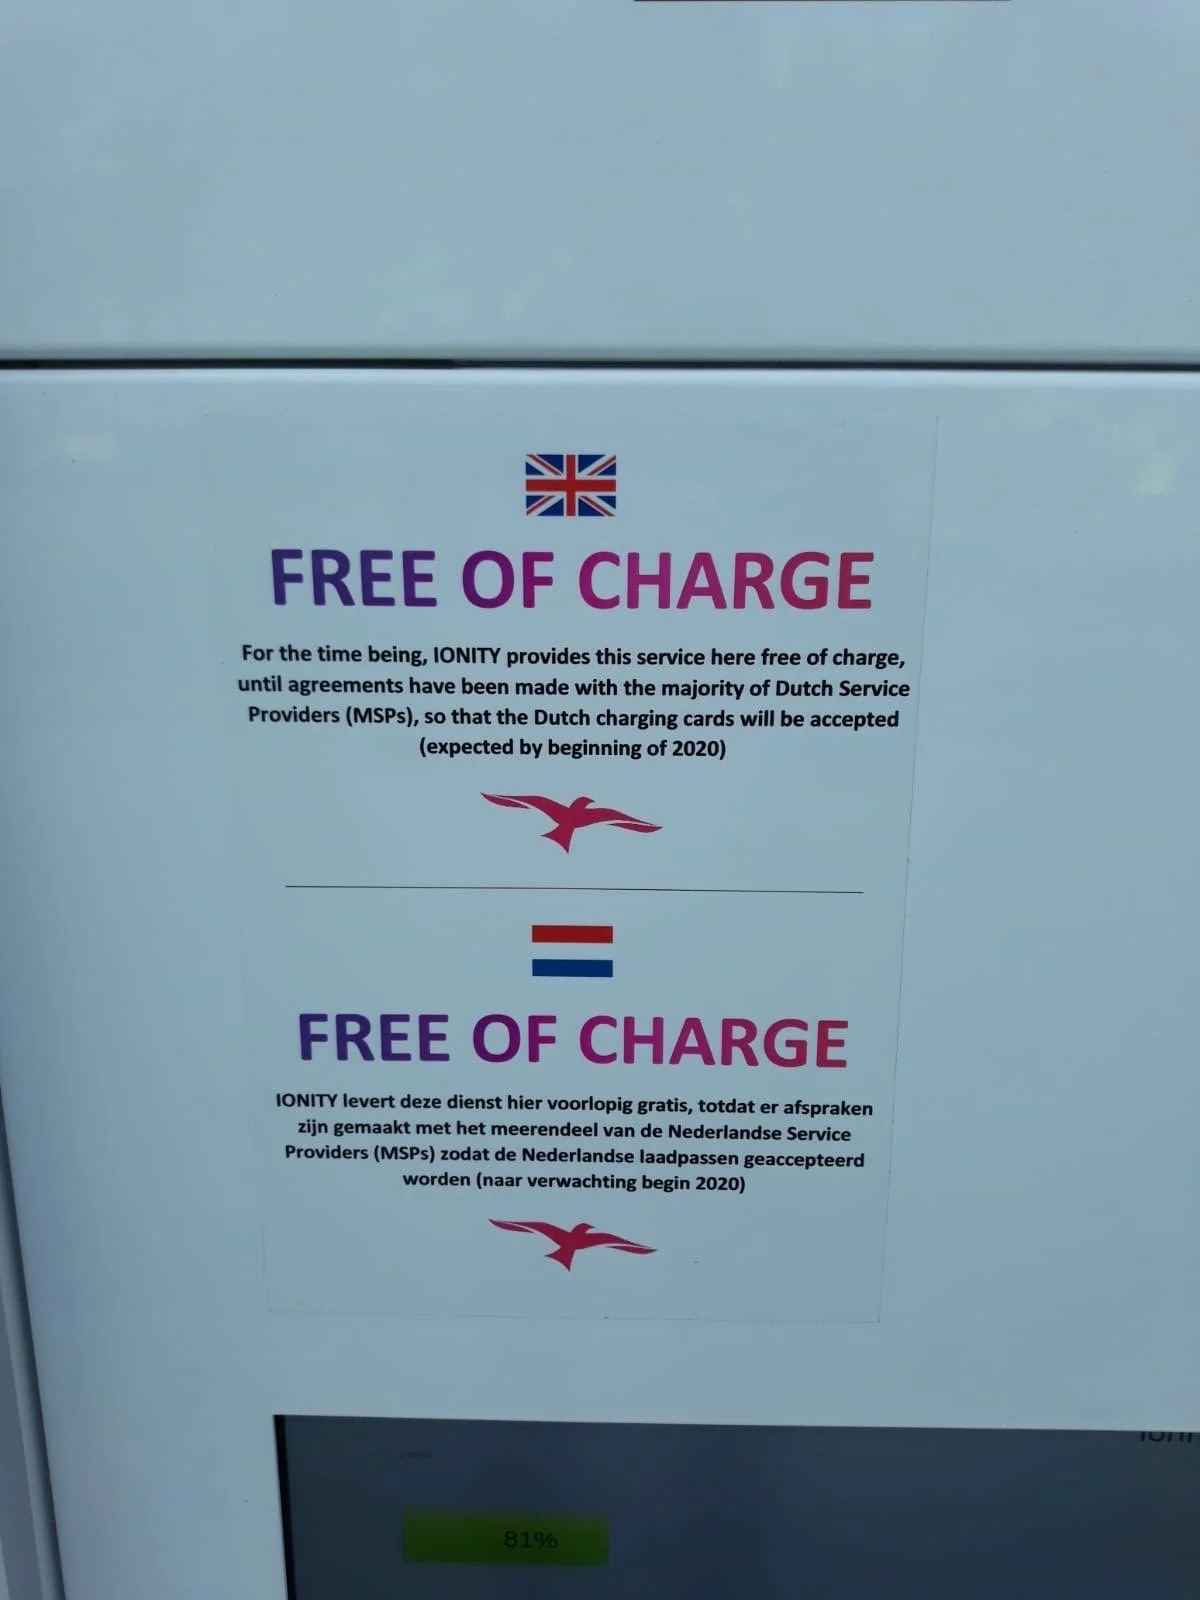 FREE OF CHARGE
For the time being, IONITY provides this service here free of charge,
until agreements have been made with the majority of Dutch Service
Providers (MSPs), so that the Dutch charging cards will be accepted
(expected by beginning of 2020)
FREE OF CHARGE
IONITY levert deze dienst hier voorlopig gratis, totdat er afspraken
zijn gemaakt met het meerendeel van de Nederlandse Service
Providers (MSPs) zodat de Nederlandse laadpassen geaccepteerd
worden (naar verwachting begin 2020)
81%